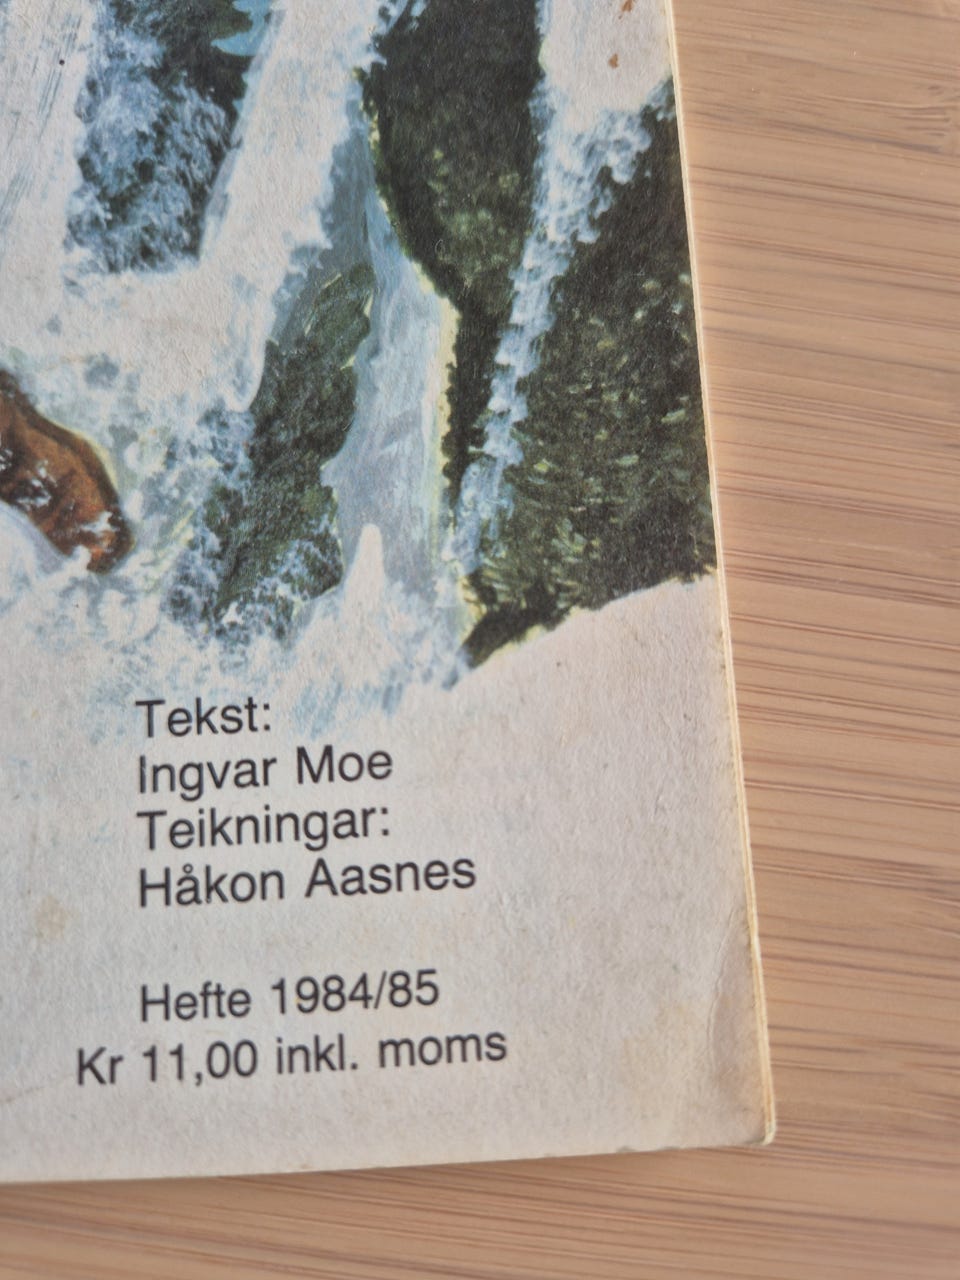 Tekst:
Ingvar Moe
Teikningar:
Håkon Aasnes
Hefte 1984/85
Kr 11,00 inkl. moms